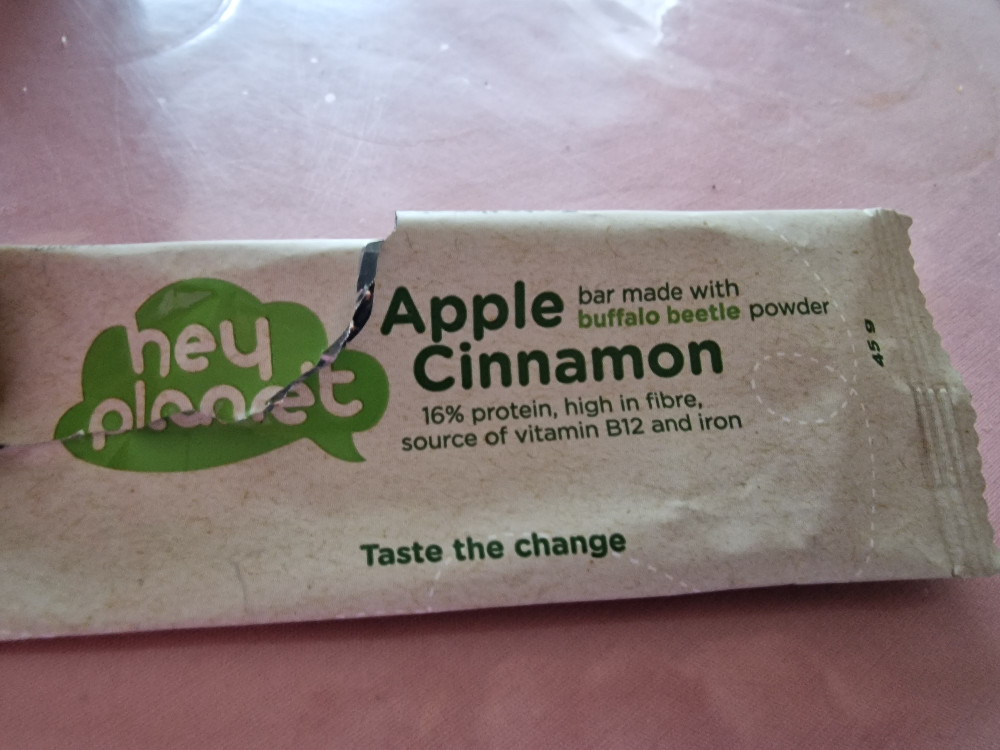 hey
planet
Apple
Cinnamon
bar made with
buffalo beetle powder
16% protein, high in fibre,
source of vitamin B12 and iron
45g
Taste the change